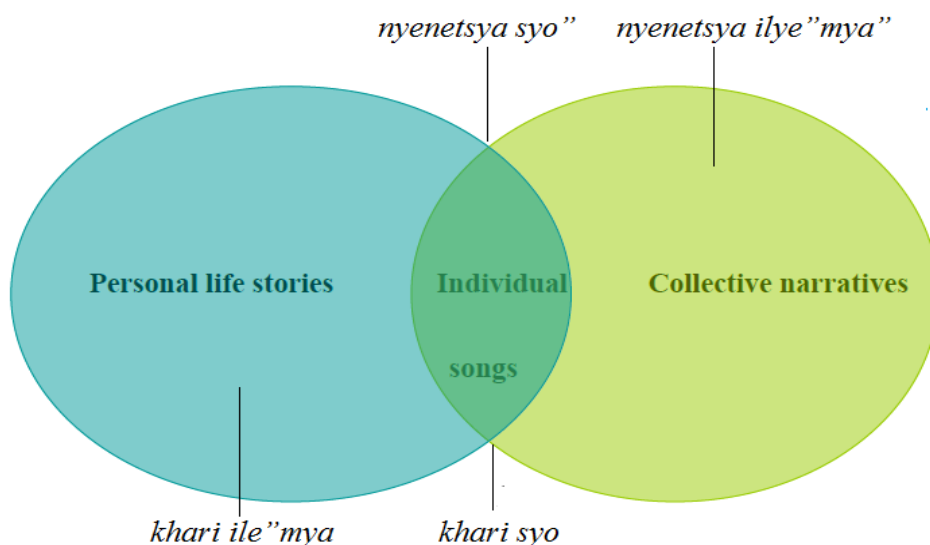 nyenetsya syo” nyenetsya ilye”mya”
Personal life stories Individual Collective narratives
songs
khari ile”mya khari syo